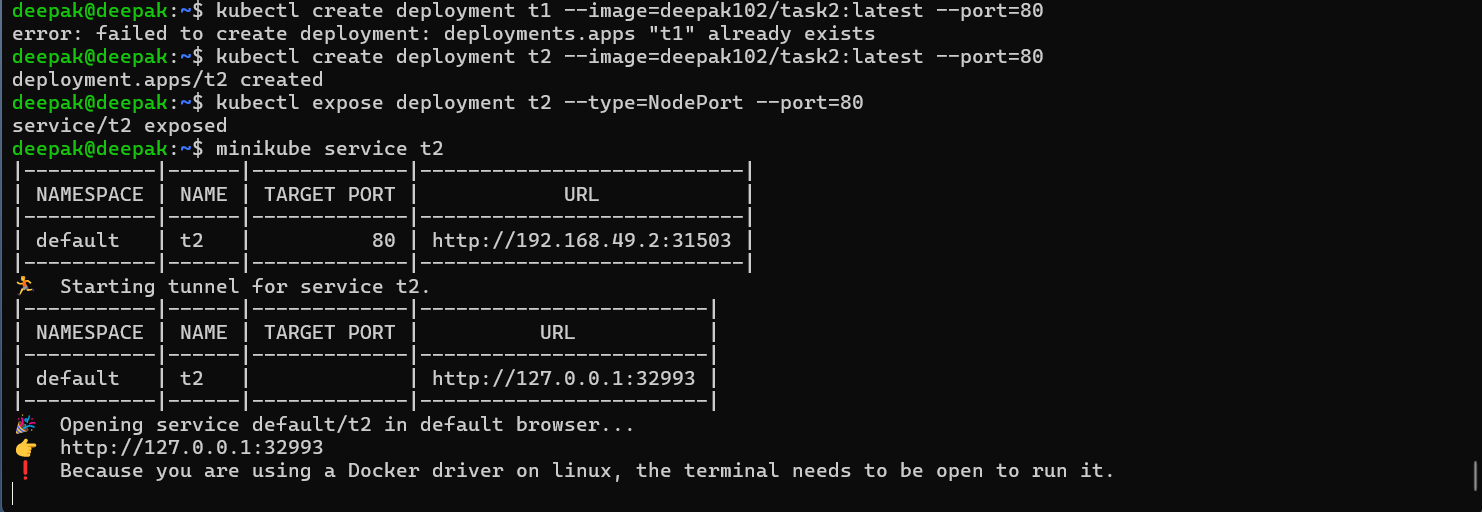 deepak@deepak:~$ kubectl create deployment t1 --image=deepak102/task2:latest --port=80
error: failed to create deployment: deployments.apps "t1" already exists
deepak@deepak:~$ kubectl create deployment t2 --image=deepak102/task2:latest --port=80
deployment.apps/t2 created
deepak@deepak:~$ kubectl expose deployment t2 --type=NodePort --port=80
service/t2 exposed
deepak@deepak:~$ minikube service t2
|-----------|------|-------------|---------------------------|
| NAMESPACE | NAME | TARGET PORT |            URL            |
|-----------|------|-------------|---------------------------|
| default   | t2   |          80 | http://192.168.49.2:31503 |
|-----------|------|-------------|---------------------------|
🏃  Starting tunnel for service t2.
|-----------|------|-------------|------------------------|
| NAMESPACE | NAME | TARGET PORT |          URL           |
|-----------|------|-------------|------------------------|
| default   | t2   |             | http://127.0.0.1:32993 |
|-----------|------|-------------|------------------------|
🎉  Opening service default/t2 in default browser...
👉  http://127.0.0.1:32993
❗  Because you are using a Docker driver on linux, the terminal needs to be open to run it.